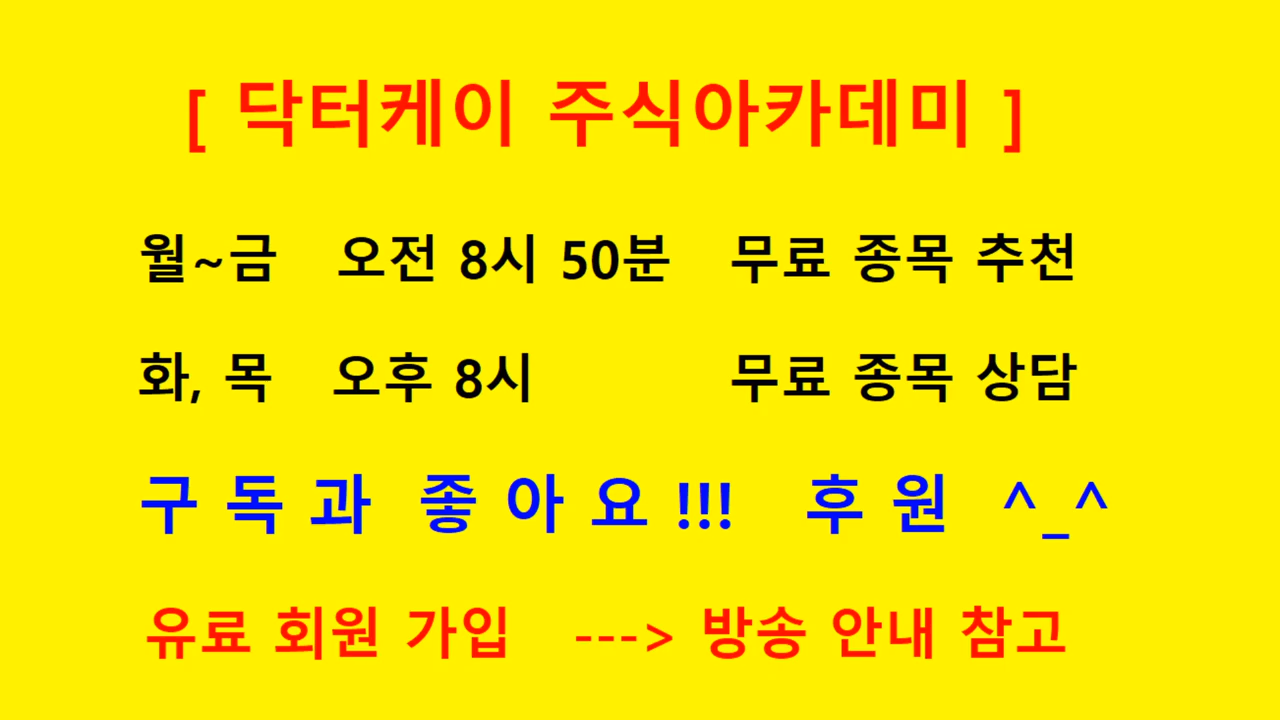 [ 닥터케이 주식아카데미 ]
월~금 오전 8시 50분 무료 종목 추천
화, 목 오후 8시 무료 종목 상담
구 독 과 좋 아 요 !!! 후 원 ^_^
유료 회원 가입 ---> 방송 안내 참고